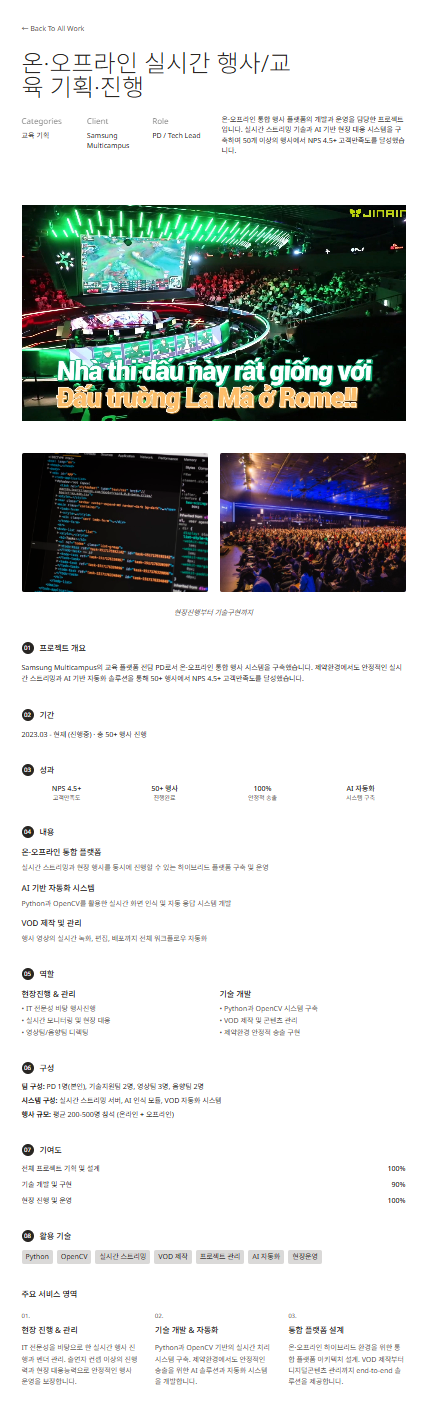 ← Back To All Work
온·오프라인 실시간 행사/교
육 기획·진행
Categories
교육 기획
Client
Samsung
Multicampus
Role
PD / Tech Lead
온·오프라인 통합 행사 플랫폼의 개발과 운영을 담당한 프로젝트
입니다. 실시간 스트리밍 기술과 AI 기반 현장 대응 시스템을 구
축하여 50개 이상의 행사에서 NPS 4.5+ 고객만족도를 달성했습
니다.
Nhà thi đấu này rất giống với
Đấu trường La Mã ở Rome!!
현장진행부터 기술구현까지
01 프로젝트 개요
Samsung Multicampus의 교육 플랫폼 전담 PD로서 온·오프라인 통합 행사 시스템을 구축했습니다. 제약환경에서도 안정적인 실시
간 스트리밍과 AI 기반 자동화 솔루션을 통해 50+ 행사에서 NPS 4.5+ 고객만족도를 달성했습니다.
02 기간
2023.03 - 현재 (진행중) · 총 50+ 행사 진행
03 성과
NPS 4.5+
고객만족도
50+ 행사
진행완료
100%
안정적 송출
AI 자동화
시스템 구축
04 내용
온·오프라인 통합 플랫폼
실시간 스트리밍과 현장 행사를 동시에 진행할 수 있는 하이브리드 플랫폼 구축 및 운영
AI 기반 자동화 시스템
Python과 OpenCV를 활용한 실시간 화면 인식 및 자동 응답 시스템 개발
VOD 제작 및 관리
행사 영상의 실시간 녹화, 편집, 배포까지 전체 워크플로우 자동화
05 역할
현장진행 & 관리
• IT 전문성 바탕 행사진행
• 실시간 모니터링 및 현장 대응
• 영상팀/음향팀 디렉팅
기술 개발
• Python과 OpenCV 시스템 구축
• VOD 제작 및 콘텐츠 관리
• 제약환경 안정적 송출 구현
06 구성
팀 구성: PD 1명(본인), 기술지원팀 2명, 영상팀 3명, 음향팀 2명
시스템 구성: 실시간 스트리밍 서버, AI 인식 모듈, VOD 자동화 시스템
행사 규모: 평균 200-500명 참석 (온라인 + 오프라인)
07 기여도
전체 프로젝트 기획 및 설계 100%
기술 개발 및 구현 90%
현장 진행 및 운영 100%
08 활용 기술
Python OpenCV 실시간 스트리밍 VOD 제작 프로젝트 관리 AI 자동화 현장운영
주요 서비스 영역
01.
현장 진행 & 관리
IT 전문성을 바탕으로 한 실시간 행사 진
행과 벤더 관리. 출연자 컨셉 이상의 진행
력과 현장 대응능력으로 안정적인 행사
운영을 보장합니다.
02.
기술 개발 & 자동화
Python과 OpenCV 기반의 실시간 처리
시스템 구축. 제약환경에서도 안정적인
송출을 위한 AI 솔루션과 자동화 시스템
을 개발합니다.
03.
통합 플랫폼 설계
온·오프라인 하이브리드 환경을 위한 통
합 플랫폼 아키텍처 설계. VOD 제작부터
디지털콘텐츠 관리까지 end-to-end 솔
루션을 제공합니다.